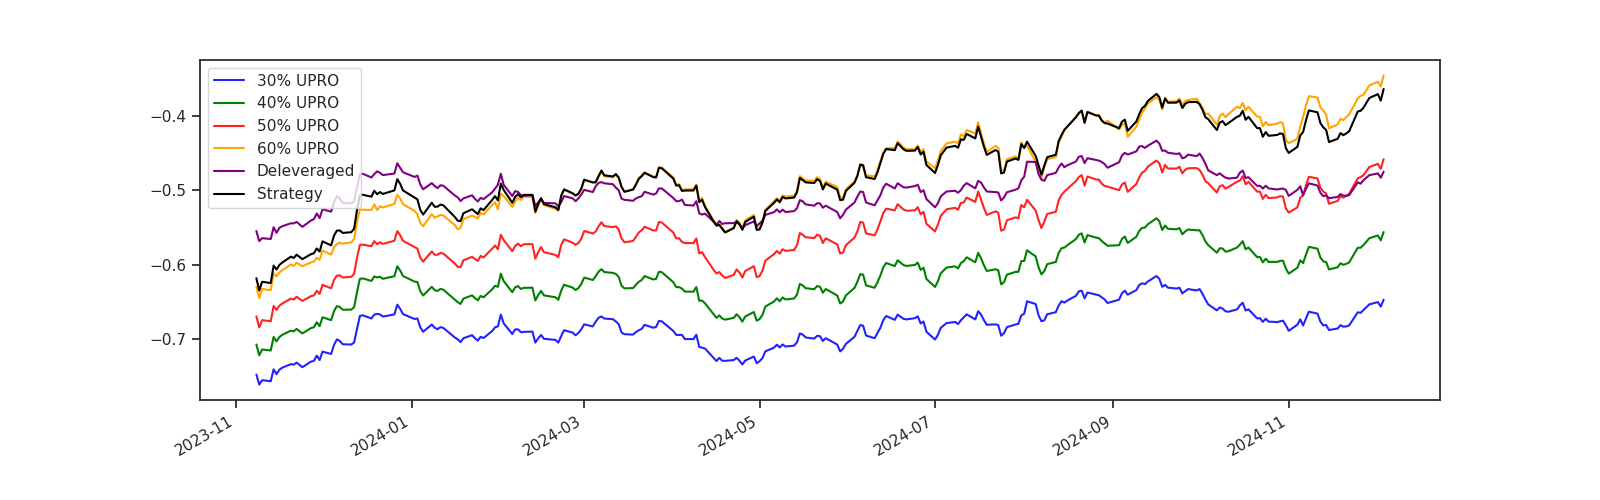 30% UPRO
40% UPRO
50% UPRO
60% UPRO
Deleveraged
Strategy
−0.4
−0.5
−0.6
−0.7
2023-11
2024-01
2024-03
2024-05
2024-07
2024-09
2024-11